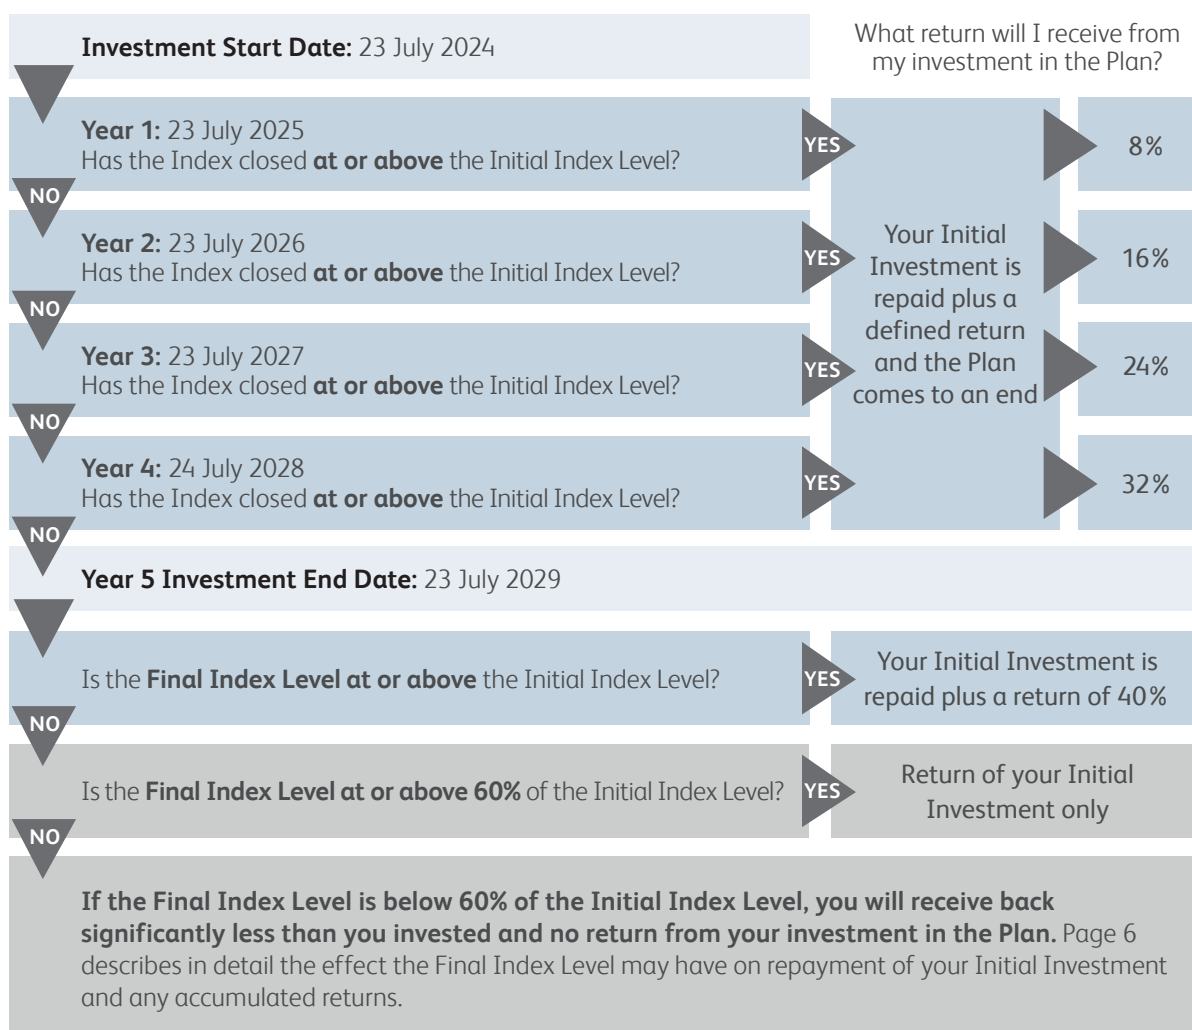 Investment Start Date: 23 July 2024
What return will I receive from
my investment in the Plan?
Year 1: 23 July 2025
Has the Index closed at or above the Initial Index Level?
YES
8%
NO
Year 2: 23 July 2026
Has the Index closed at or above the Initial Index Level?
YES
16%
NO
Year 3: 23 July 2027
Has the Index closed at or above the Initial Index Level?
YES
24%
NO
Year 4: 24 July 2028
Has the Index closed at or above the Initial Index Level?
YES
32%
Your Initial
Investment is
repaid plus a
defined return
and the Plan
comes to an end
NO
Year 5 Investment End Date: 23 July 2029
Is the Final Index Level at or above the Initial Index Level?
YES
Your Initial Investment is
repaid plus a return of 40%
NO
Is the Final Index Level at or above 60% of the Initial Index Level?
YES
Return of your Initial
Investment only
NO
If the Final Index Level is below 60% of the Initial Index Level, you will receive back
significantly less than you invested and no return from your investment in the Plan. Page 6
describes in detail the effect the Final Index Level may have on repayment of your Initial Investment
and any accumulated returns.